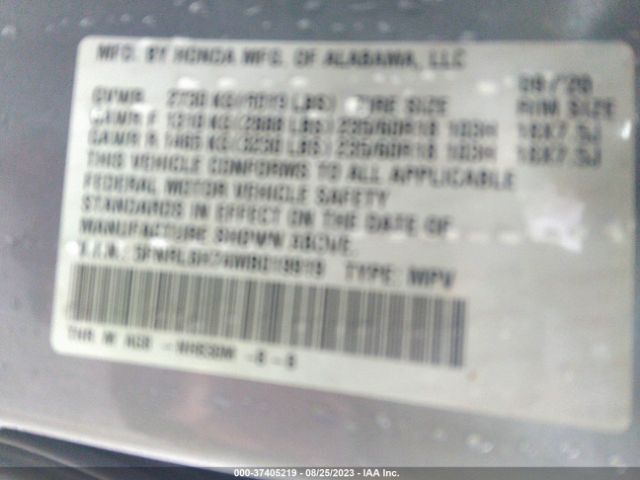 MFG. BY HONDA MFG. OF ALABAMA, LLC
GVWR 2730 KG (6019 LBS) TIRE SIZE RIM SIZE
GAWR F 1310 KG (2888 LBS) 235/60R18 103H 18X7.5J
GAWR R 1465 KG (3230 LBS) 235/60R18 103H 18X7.5J
THIS VEHICLE CONFORMS TO ALL APPLICABLE
FEDERAL MOTOR VEHICLE SAFETY
STANDARDS IN EFFECT ON THE DATE OF
MANUFACTURE SHOWN ABOVE.
V.I.N.: TYPE: MPV
000-37405219 - 08/25/2023 - IAA Inc.